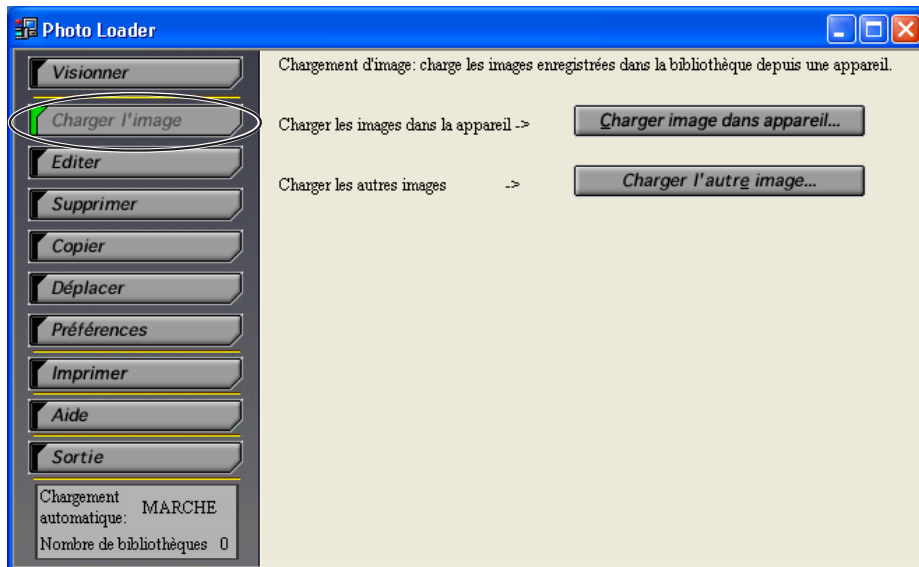 Photo Loader
Visionner
Charger l'image
Editer
Supprimer
Copier
Déplacer
Préférences
Imprimer
Aide
Sortie
Chargement
automatique: MARCHE
Nombre de bibliothèques 0
Chargement d'image: charge les images enregistrées dans la bibliothèque depuis une appareil.
Charger les images dans la appareil -> Charger image dans appareil...
Charger les autres images -> Charger l'autre image...